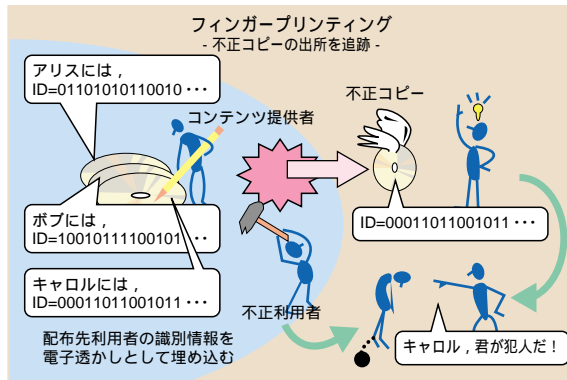 フィンガープリンティング
- 不正コピーの出所を追跡 -
アリスには，
ID=01101010110010 ･･･
コンテンツ提供者
ボブには，
ID=10010111100101 ･･･
キャロルには，
ID=00011011001011 ･･･
配布先利用者の識別情報を
電子透かしとして埋め込む
不正利用者
不正コピー
ID=00011011001011 ･･･
キャロル，君が犯人だ！